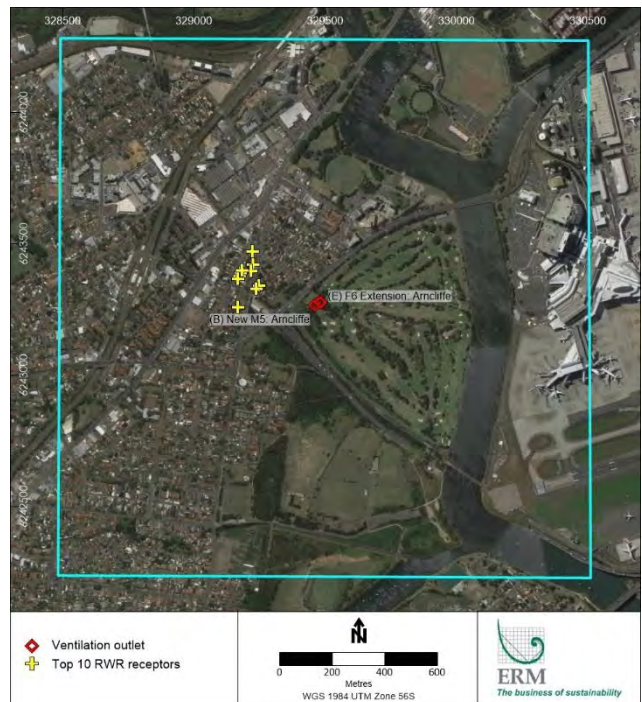 328500 329000 329500 330000 330500
6244000
6243500
6243000
6242500
(E) F6 Extension: Arncliffe
(B) New M5: Arncliffe
Ventilation outlet
Top 10 RWR receptors
N
0 200 400 600
Metres
WGS 1984 UTM Zone 56S
ERM
The business of sustainability